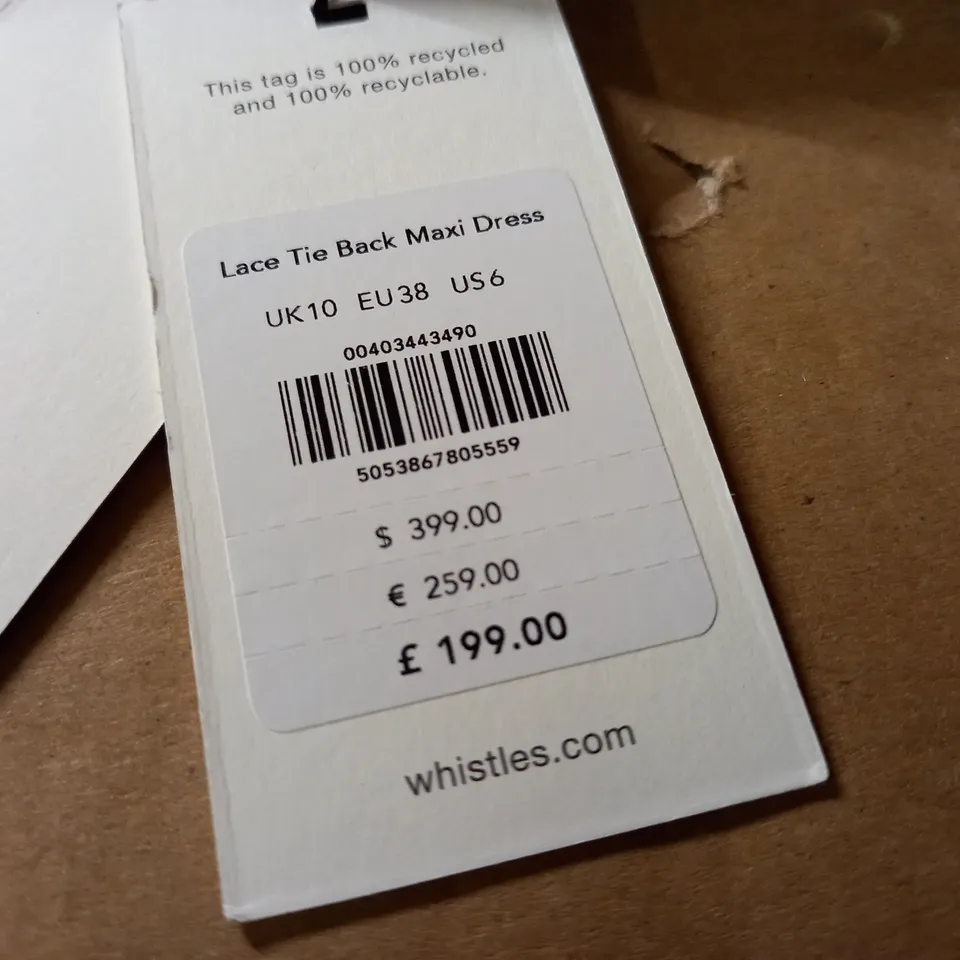 This tag is 100% recycled
and 100% recyclable.
Lace Tie Back Maxi Dress
UK10 EU38 US6
00403443490
5053867805559
$ 399.00
€ 259.00
£ 199.00
whistles.com